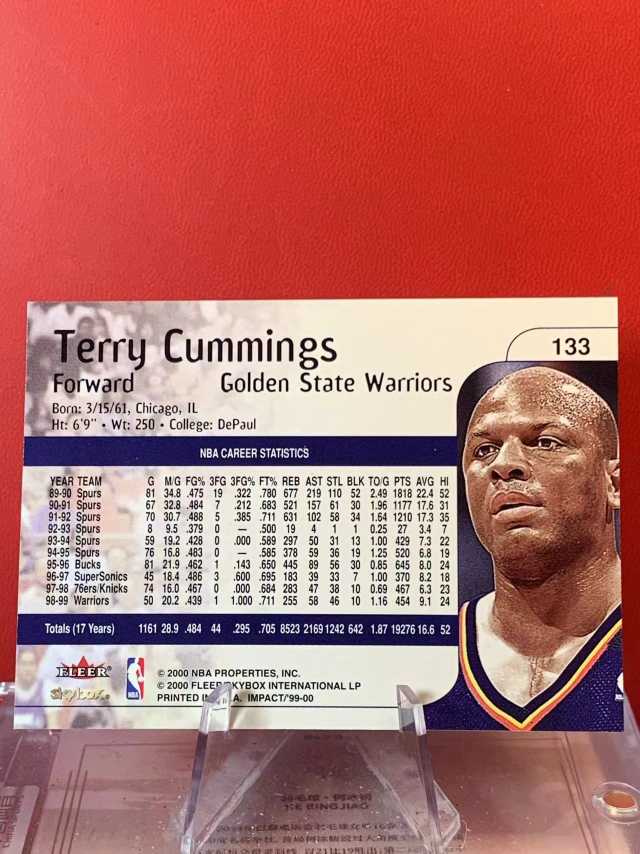 133
Terry Cummings
Forward Golden State Warriors
Born: 3/15/61, Chicago, IL
Ht: 6'9" • Wt: 250 • College: DePaul
NBA CAREER STATISTICS
YEAR TEAM G M/G FG% 3FG 3FG% FT% REB AST STL BLK TO/G PTS AVG HI
89-90 Spurs 81 34.8 .475 19 .322 .780 677 219 110 52 2.49 1818 22.4 52
90-91 Spurs 67 32.8 .484 7 .212 .683 521 157 61 30 1.96 1177 17.6 31
91-92 Spurs 70 30.7 .488 5 .385 .711 631 102 58 34 1.64 1210 17.3 35
92-93 Spurs 8 9.5 .379 0 — .500 19 4 1 1 0.25 27 3.4 7
93-94 Spurs 59 19.2 .428 0 .000 .589 297 50 31 13 1.00 429 7.3 22
94-95 Spurs 76 16.8 .483 0 — .585 378 59 36 19 1.25 520 6.8 19
95-96 Bucks 81 21.9 .462 1 .143 .650 445 89 56 30 0.85 645 8.0 24
96-97 SuperSonics 45 18.4 .486 3 .600 .695 183 39 33 7 1.00 370 8.2 18
97-98 76ers/Knicks 74 16.0 .467 0 .000 .684 283 47 38 10 0.69 467 6.3 23
98-99 Warriors 50 20.2 .439 1 1.000 .711 255 58 46 10 1.16 454 9.1 24
Totals (17 Years) 1161 28.9 .484 44 .295 .705 8523 2169 1242 642 1.87 19276 16.6 52
FLEER
skybox
NBA
© 2000 NBA PROPERTIES, INC.
© 2000 FLEER/SKYBOX INTERNATIONAL LP
PRINTED IN U.S.A. IMPACT/'99-00